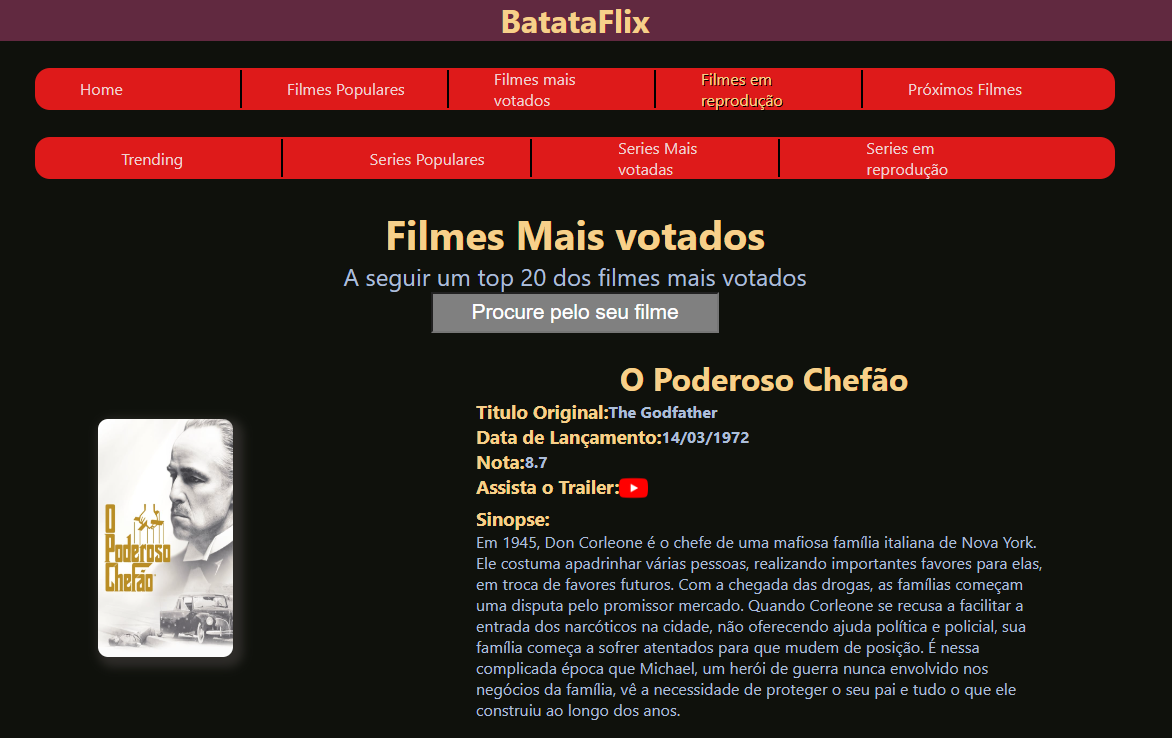 BatataFlix
Home
Filmes Populares
Filmes mais
votados
Filmes em
reprodução
Próximos Filmes
Trending
Series Populares
Series Mais
votadas
Series em
reprodução
Filmes Mais votados
A seguir um top 20 dos filmes mais votados
Procure pelo seu filme
O Poderoso Chefão
Titulo Original:The Godfather
Data de Lançamento:14/03/1972
Nota:8.7
Assista o Trailer:
Sinopse:
Em 1945, Don Corleone é o chefe de uma mafiosa família italiana de Nova York.
Ele costuma apadrinhar várias pessoas, realizando importantes favores para elas,
em troca de favores futuros. Com a chegada das drogas, as famílias começam
uma disputa pelo promissor mercado. Quando Corleone se recusa a facilitar a
entrada dos narcóticos na cidade, não oferecendo ajuda política e policial, sua
família começa a sofrer atentados para que mudem de posição. É nessa
complicada época que Michael, um herói de guerra nunca envolvido nos
negócios da família, vê a necessidade de proteger o seu pai e tudo o que ele
construiu ao longo dos anos.
O
Poderoso
Chefão